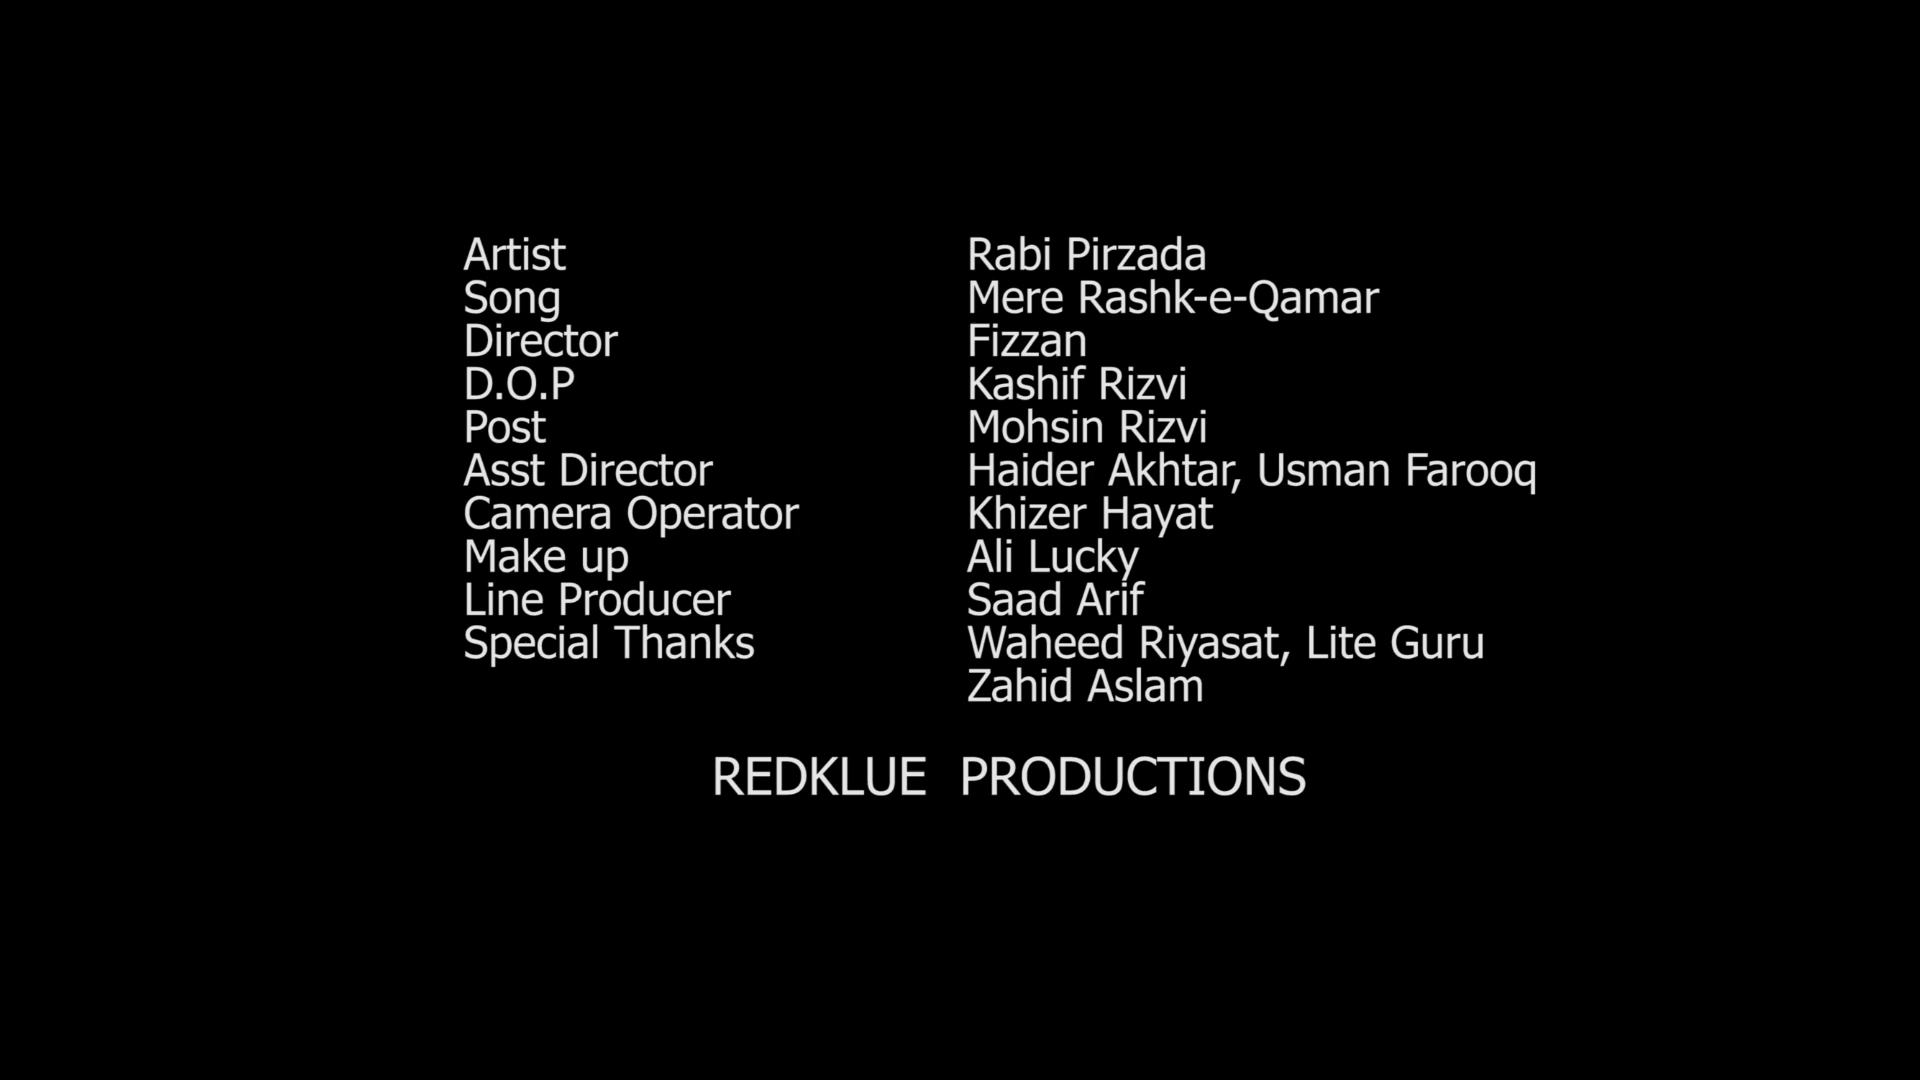 Artist Rabi Pirzada
Song Mere Rashk-e-Qamar
Director Fizzan
D.O.P Kashif Rizvi
Post Mohsin Rizvi
Asst Director Haider Akhtar, Usman Farooq
Camera Operator Khizer Hayat
Make up Ali Lucky
Line Producer Saad Arif
Special Thanks Waheed Riyasat, Lite Guru
Zahid Aslam
REDKLUE PRODUCTIONS